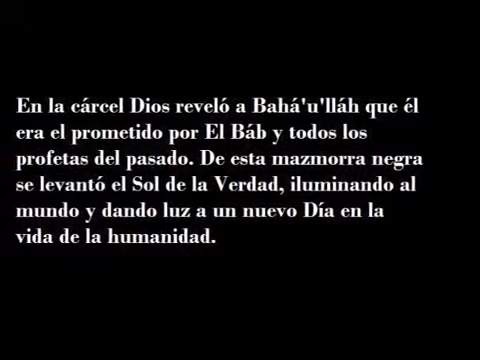 En la cárcel Dios reveló a Bahá'u'lláh que él
era el prometido por El Báb y todos los
profetas del pasado. De esta mazmorra negra
se levantó el Sol de la Verdad, iluminando al
mundo y dando luz a un nuevo Día en la
vida de la humanidad.